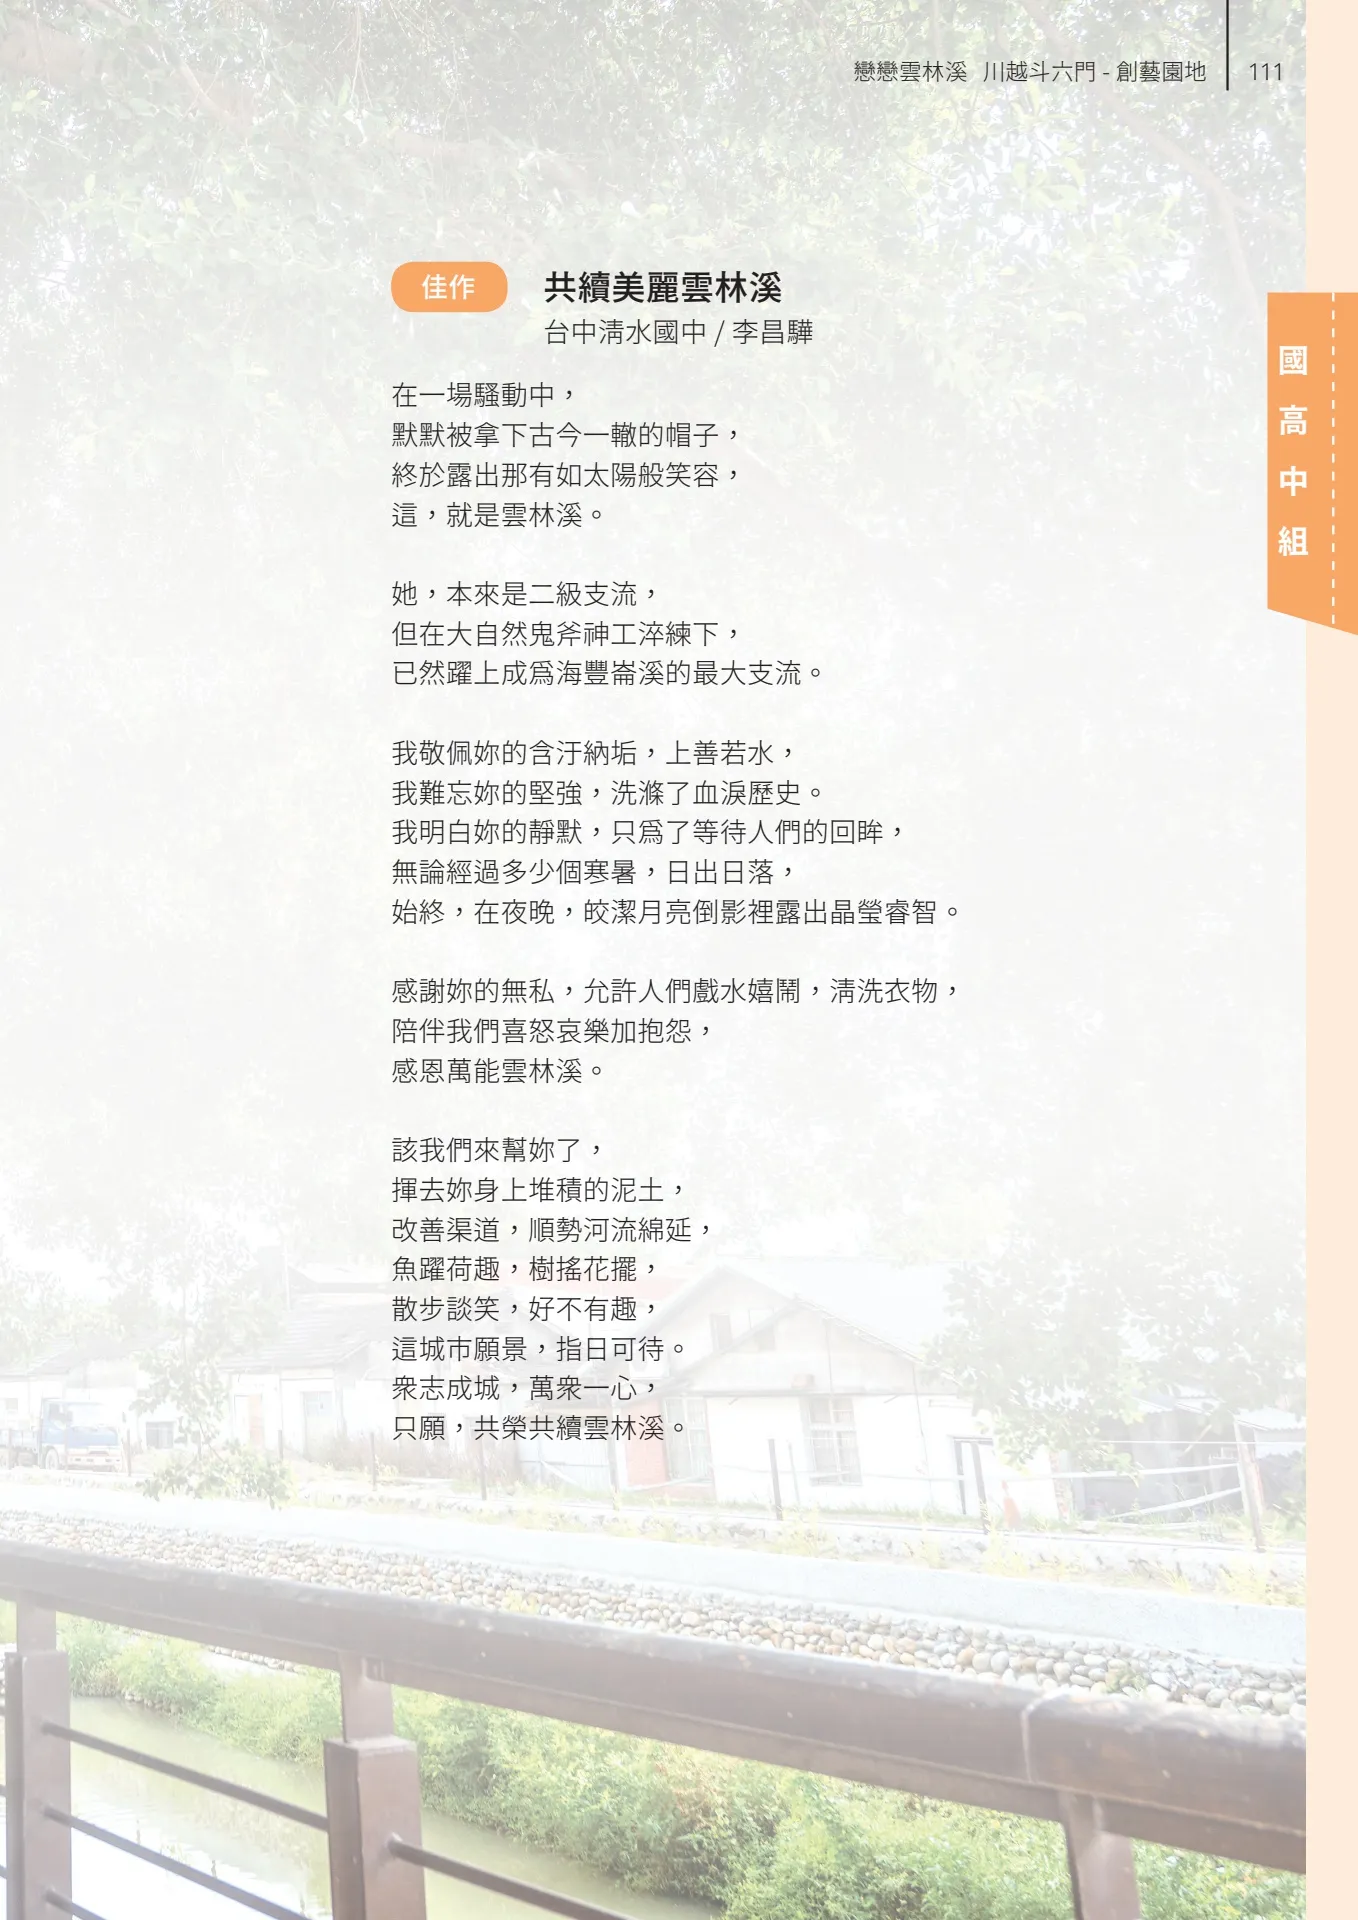 戀戀雲林溪 川越斗六門 - 創藝園地 111
佳作 共續美麗雲林溪
台中清水國中 / 李昌驊
國高中組
在一場騷動中，
默默被拿下古今一轍的帽子，
終於露出那有如太陽般笑容，
這，就是雲林溪。
她，本來是二級支流，
但在大自然鬼斧神工淬練下，
已然躍上成為海豐崙溪的最大支流。
我敬佩妳的含汙納垢，上善若水，
我難忘妳的堅強，洗滌了血淚歷史。
我明白妳的靜默，只為了等待人們的回眸，
無論經過多少個寒暑，日出日落，
始終，在夜晚，皎潔月亮倒影裡露出晶瑩睿智。
感謝妳的無私，允許人們戲水嬉鬧，清洗衣物，
陪伴我們喜怒哀樂加抱怨，
感恩萬能雲林溪。
該我們來幫妳了，
揮去妳身上堆積的泥土，
改善渠道，順勢河流綿延，
魚躍荷趣，樹搖花擺，
散步談笑，好不有趣，
這城市願景，指日可待。
眾志成城，萬眾一心，
只願，共榮共續雲林溪。